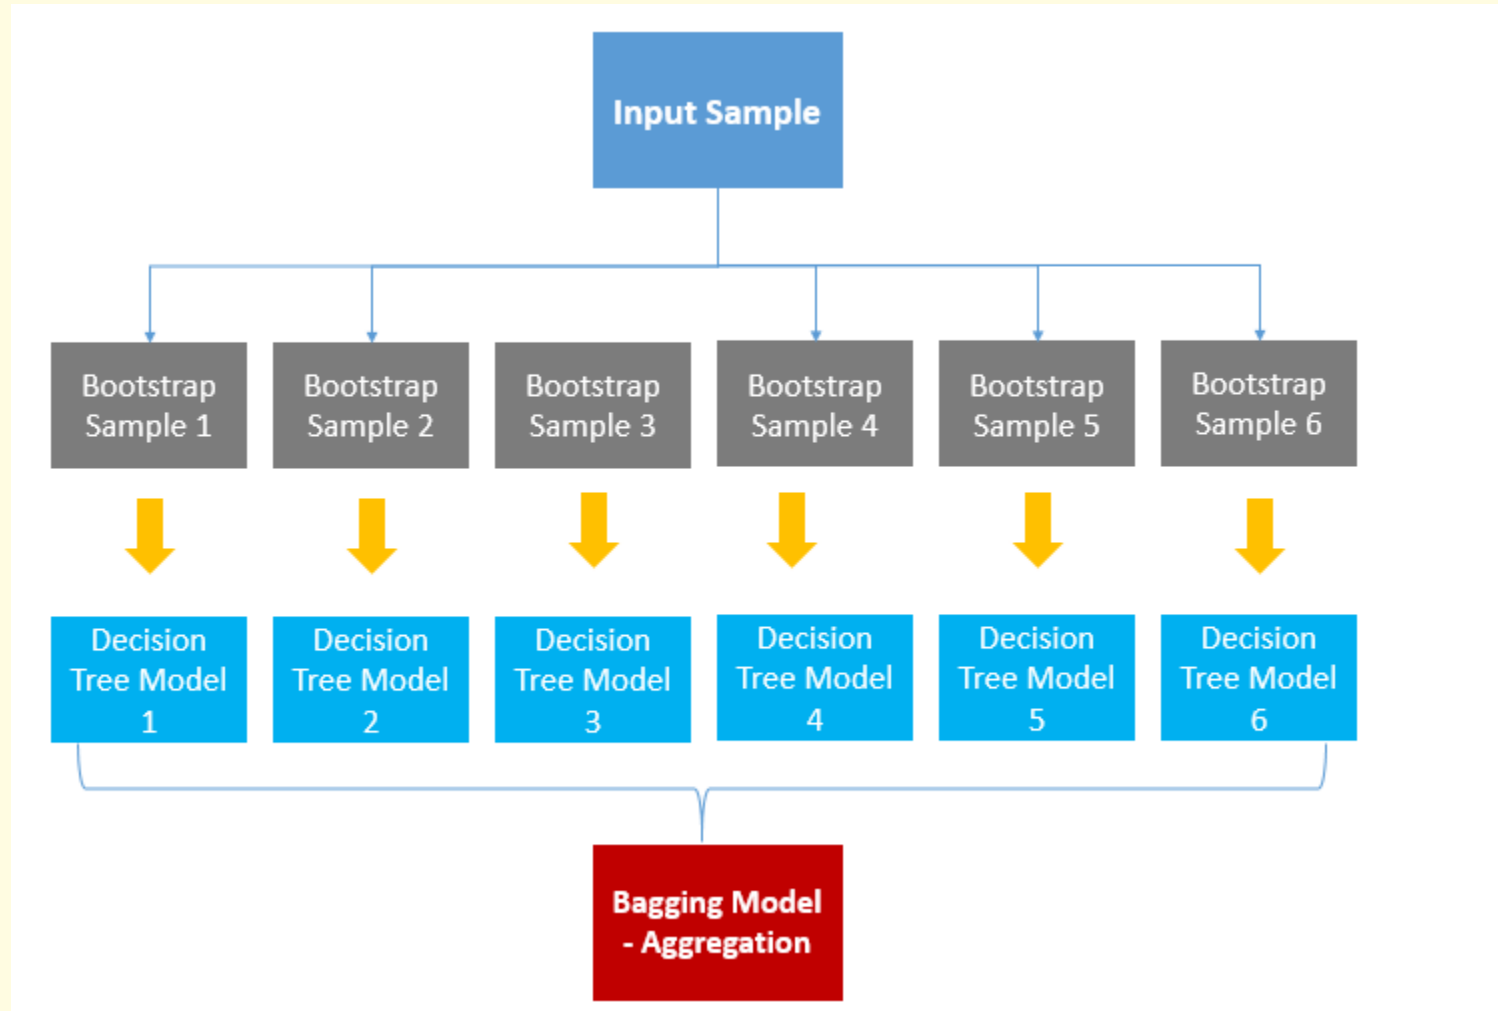 Input Sample
Bootstrap
Sample 1
Bootstrap
Sample 2
Bootstrap
Sample 3
Bootstrap
Sample 4
Bootstrap
Sample 5
Bootstrap
Sample 6
Decision
Tree Model
1
Decision
Tree Model
2
Decision
Tree Model
3
Decision
Tree Model
4
Decision
Tree Model
5
Decision
Tree Model
6
Bagging Model
- Aggregation